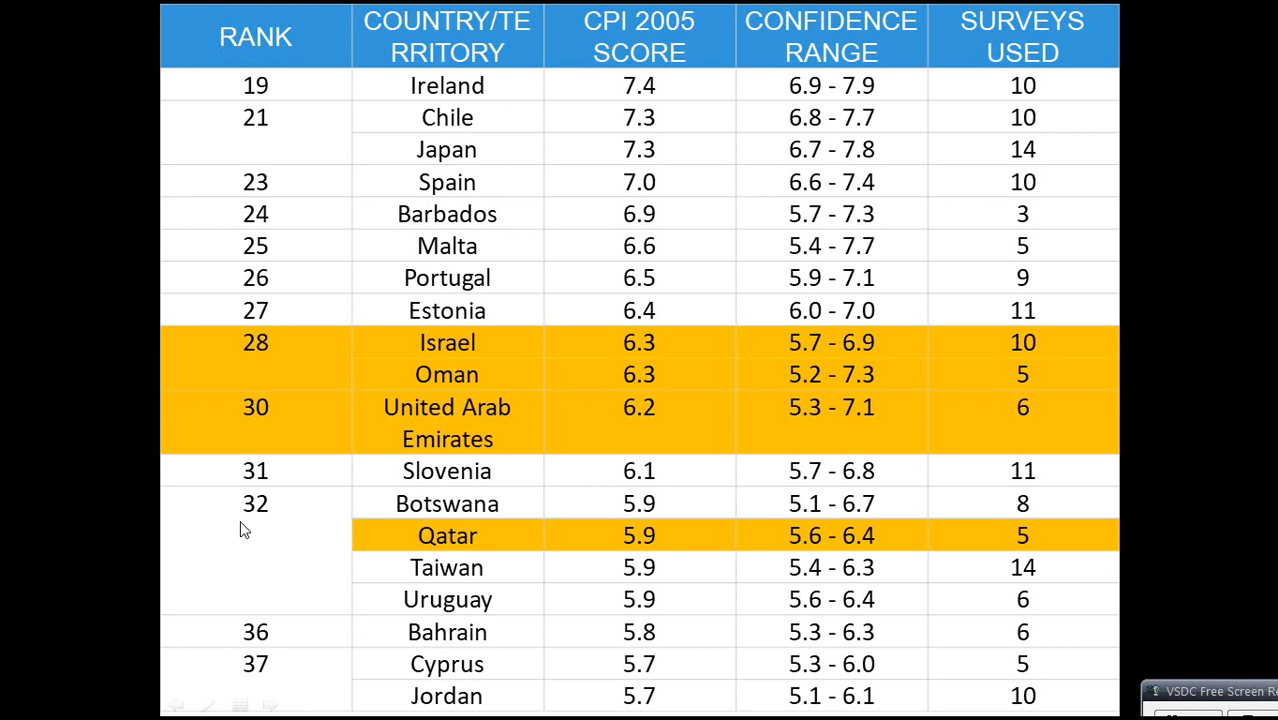 RANK COUNTRY/TE RRITORY CPI 2005 SCORE CONFIDENCE RANGE SURVEYS USED
19 Ireland 7.4 6.9 - 7.9 10
21 Chile 7.3 6.8 - 7.7 10
Japan 7.3 6.7 - 7.8 14
23 Spain 7.0 6.6 - 7.4 10
24 Barbados 6.9 5.7 - 7.3 3
25 Malta 6.6 5.4 - 7.7 5
26 Portugal 6.5 5.9 - 7.1 9
27 Estonia 6.4 6.0 - 7.0 11
28 Israel 6.3 5.7 - 6.9 10
Oman 6.3 5.2 - 7.3 5
30 United Arab Emirates 6.2 5.3 - 7.1 6
31 Slovenia 6.1 5.7 - 6.8 11
32 Botswana 5.9 5.1 - 6.7 8
Qatar 5.9 5.6 - 6.4 5
Taiwan 5.9 5.4 - 6.3 14
Uruguay 5.9 5.6 - 6.4 6
36 Bahrain 5.8 5.3 - 6.3 6
37 Cyprus 5.7 5.3 - 6.0 5
Jordan 5.7 5.1 - 6.1 10
VSDC Free Screen Re